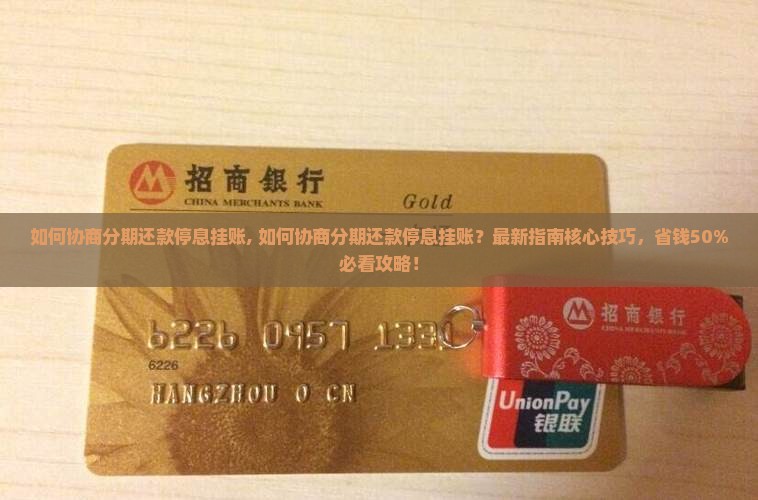 招商银行
CHINA MERCHANTS BANK
Gold
如何协商分期还款停息挂账, 如何协商分期还款停息挂账？最新指南核心技巧，省钱50%
必看攻略！
招商银行
CHINA MERCHANTS BANK
6226 0957 1331
6226
HANGZHOU O CN
UnionPay
银联